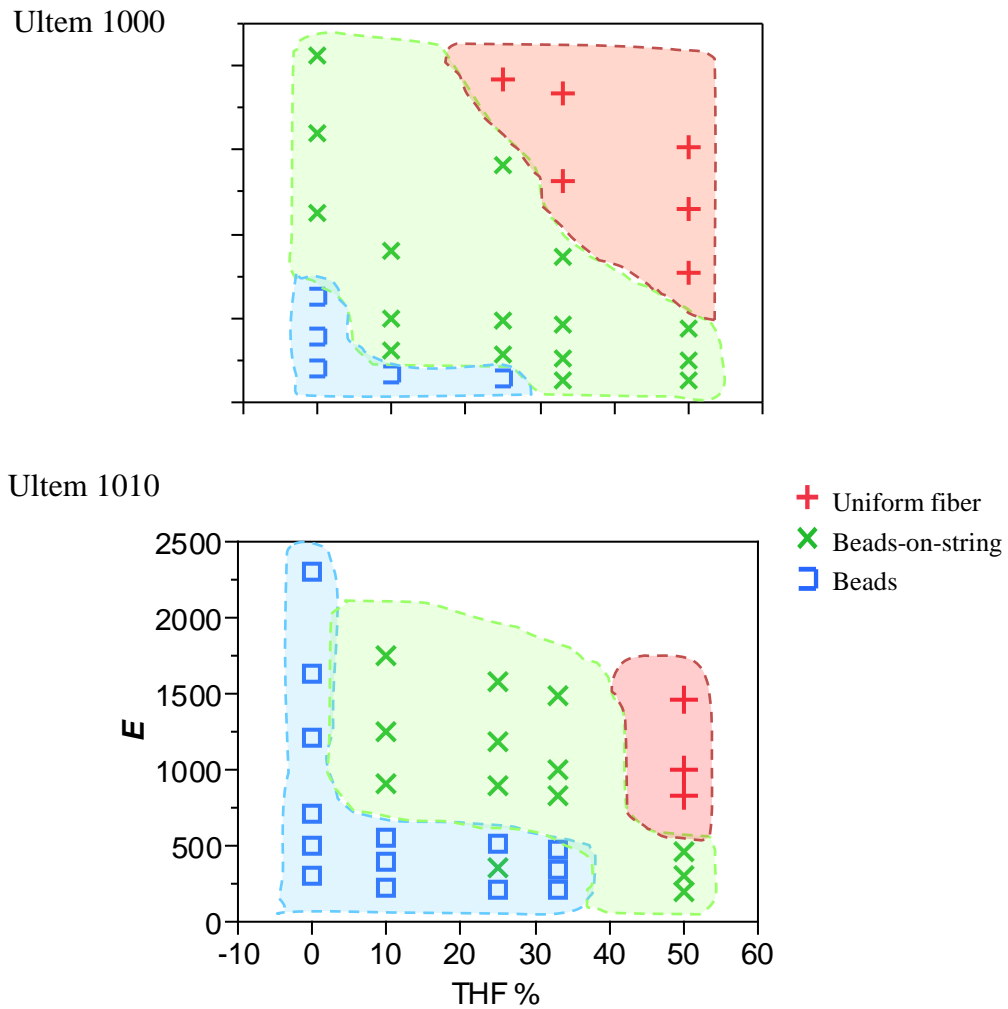 Ultem 1000
Ultem 1010
Uniform fiber
Beads-on-string
Beads
2500
2000
1500
1000
500
0
E
-10 0 10 20 30 40 50 60
THF %